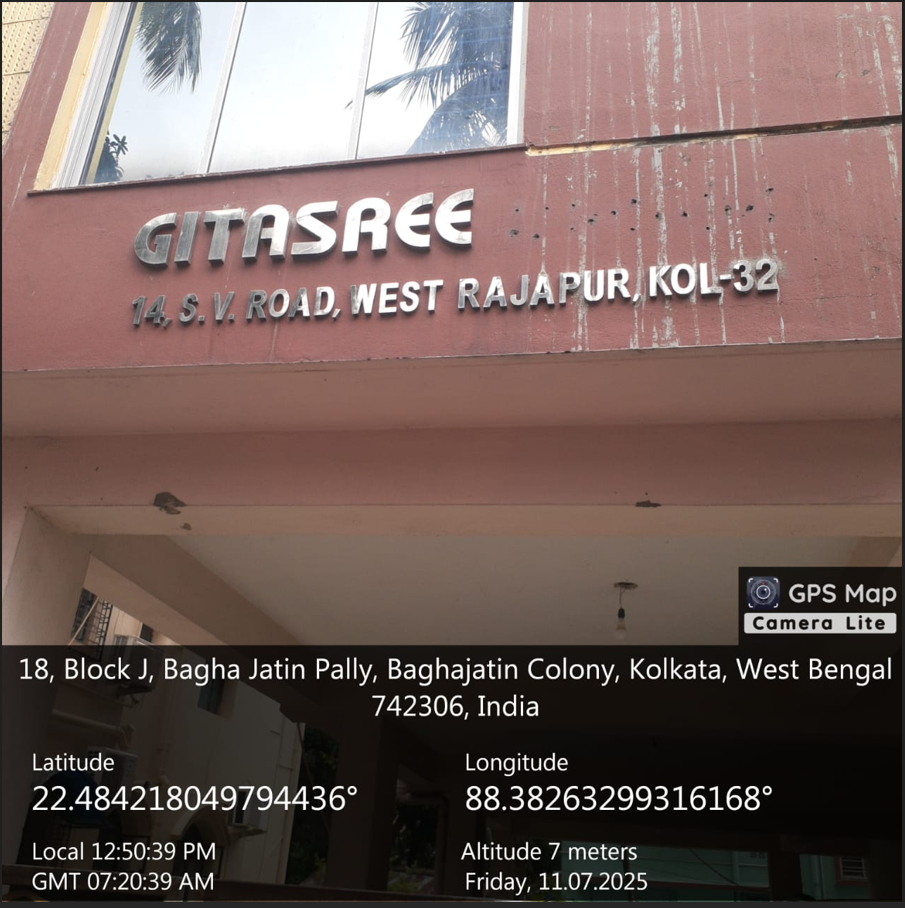 GITASREE
14, S.V. ROAD, WEST RAJAPUR, KOL-32
GPS Map
Camera Lite
18, Block J, Bagha Jatin Pally, Baghajatin Colony, Kolkata, West Bengal
742306, India
Latitude
22.484218049794436°
Longitude
88.38263299316168°
Local 12:50:39 PM
GMT 07:20:39 AM
Altitude 7 meters
Friday, 11.07.2025